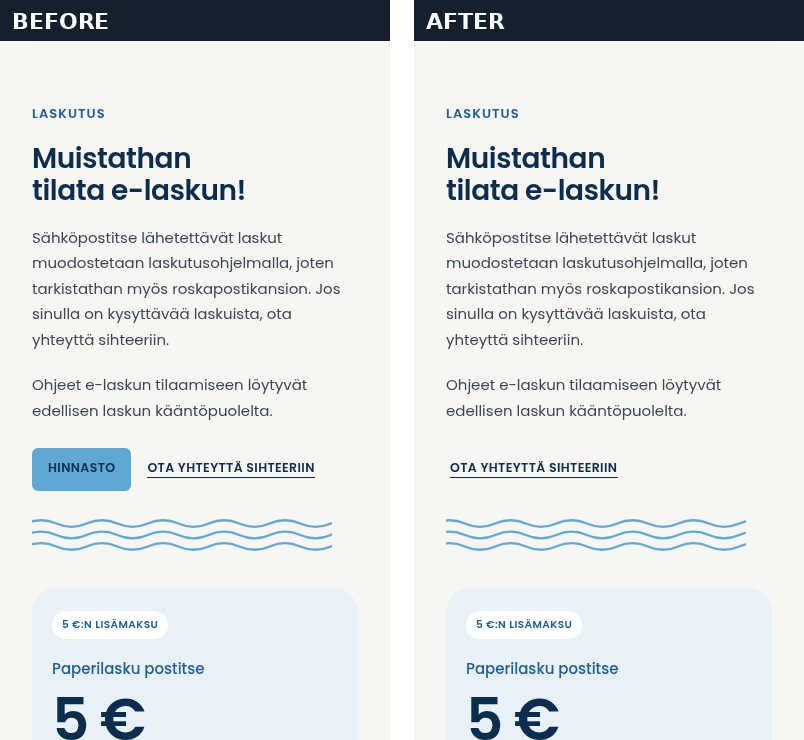 BEFORE
LASKUTUS
Muistathan
tilata e-laskun!
Sähköpostitse lähetettävät laskut
muodostetaan laskutusohjelmalla, joten
tarkistathan myös roskapostikansion. Jos
sinulla on kysyttävää laskuista, ota
yhteyttä sihteeriin.
Ohjeet e-laskun tilaamiseen löytyvät
edellisen laskun kääntöpuolelta.
HINNASTO
OTA YHTEYTTÄ SIHTEERIIN
5 €:N LISÄMAKSU
Paperilasku postitse
5 €
AFTER
LASKUTUS
Muistathan
tilata e-laskun!
Sähköpostitse lähetettävät laskut
muodostetaan laskutusohjelmalla, joten
tarkistathan myös roskapostikansion. Jos
sinulla on kysyttävää laskuista, ota
yhteyttä sihteeriin.
Ohjeet e-laskun tilaamiseen löytyvät
edellisen laskun kääntöpuolelta.
OTA YHTEYTTÄ SIHTEERIIN
5 €:N LISÄMAKSU
Paperilasku postitse
5 €